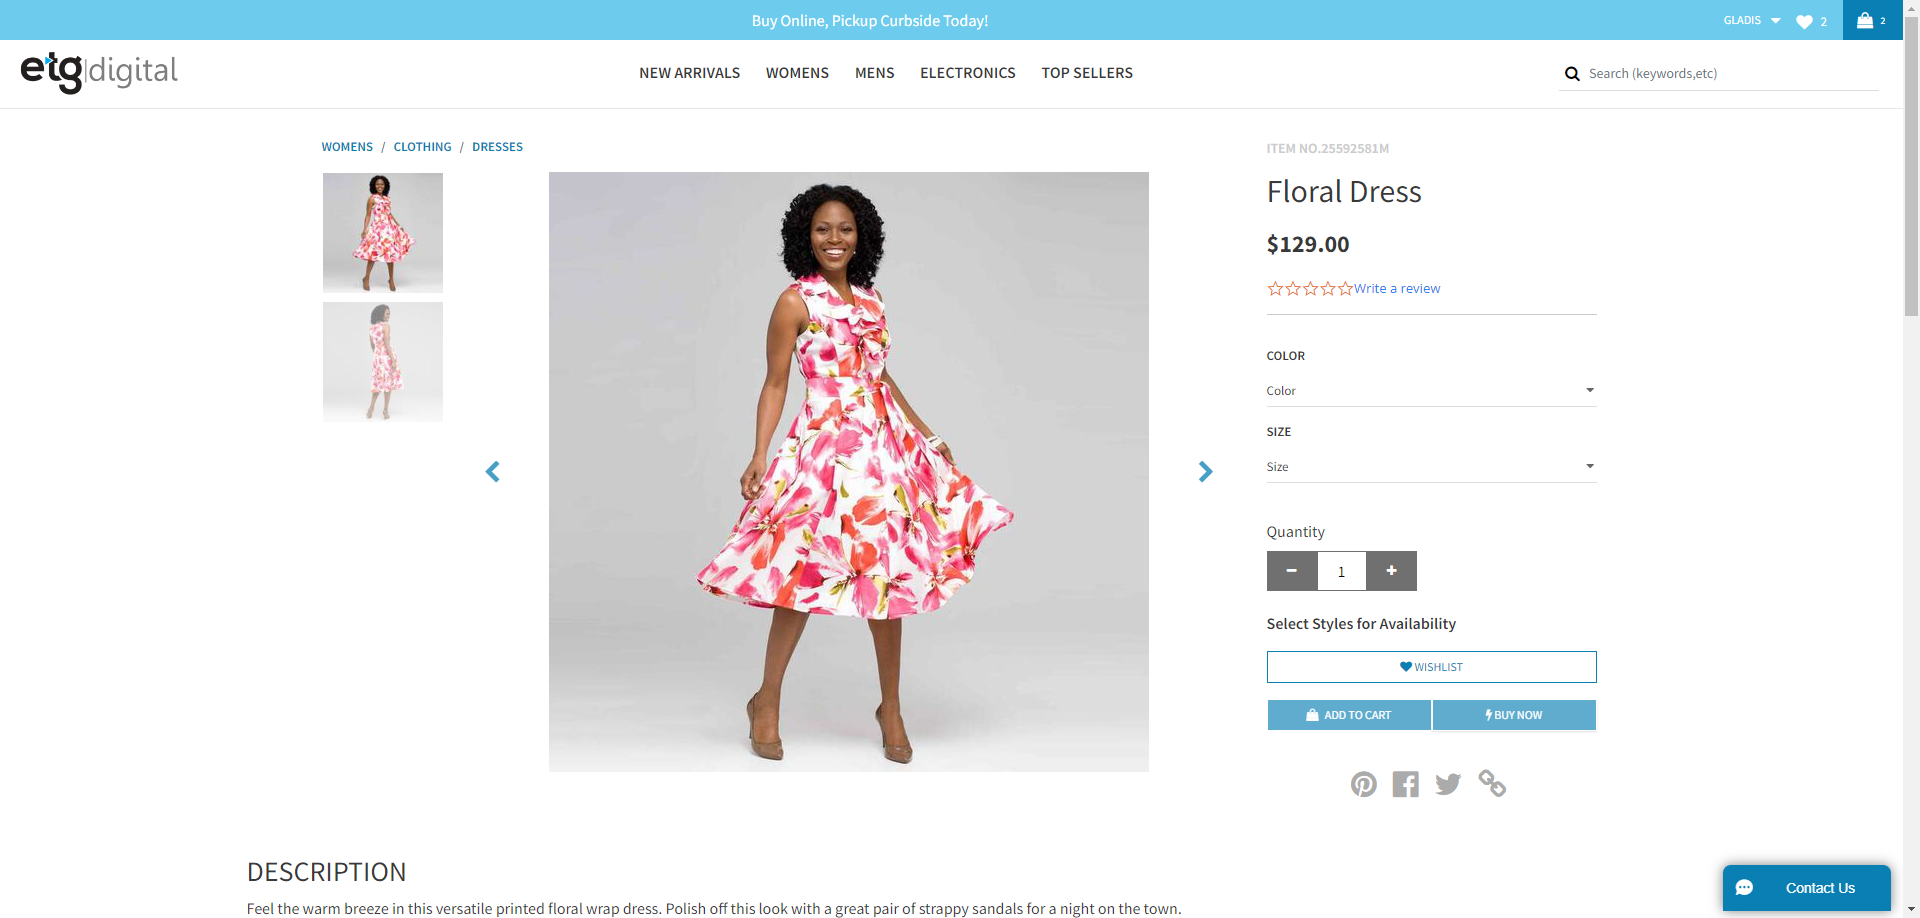 Buy Online, Pickup Curbside Today!
GLADIS
2
2
etg|digital
NEW ARRIVALS
WOMENS
MENS
ELECTRONICS
TOP SELLERS
Search (keywords,etc)
WOMENS / CLOTHING / DRESSES
ITEM NO.25592581M
Floral Dress
$129.00
Write a review
COLOR
Color
SIZE
Size
Quantity
1
Select Styles for Availability
WISHLIST
ADD TO CART
BUY NOW
DESCRIPTION
Feel the warm breeze in this versatile printed floral wrap dress. Polish off this look with a great pair of strappy sandals for a night on the town.
Contact Us